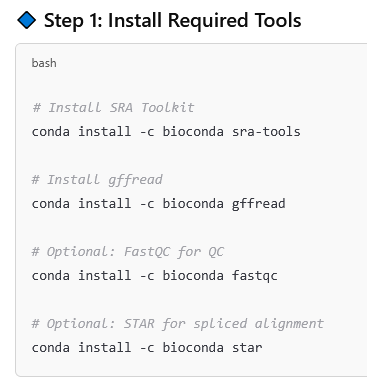 Step 1: Install Required Tools
bash
# Install SRA Toolkit
conda install -c bioconda sra-tools
# Install gffread
conda install -c bioconda gffread
# Optional: FastQC for QC
conda install -c bioconda fastqc
# Optional: STAR for spliced alignment
conda install -c bioconda star